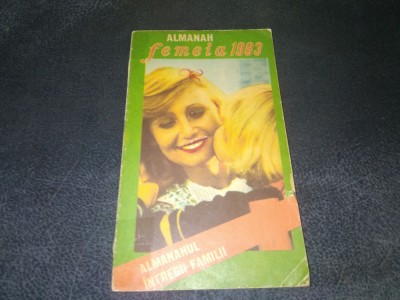 ALMANAH
femeia 1983
ALMANAHUL
ÎNTREGII FAMILII